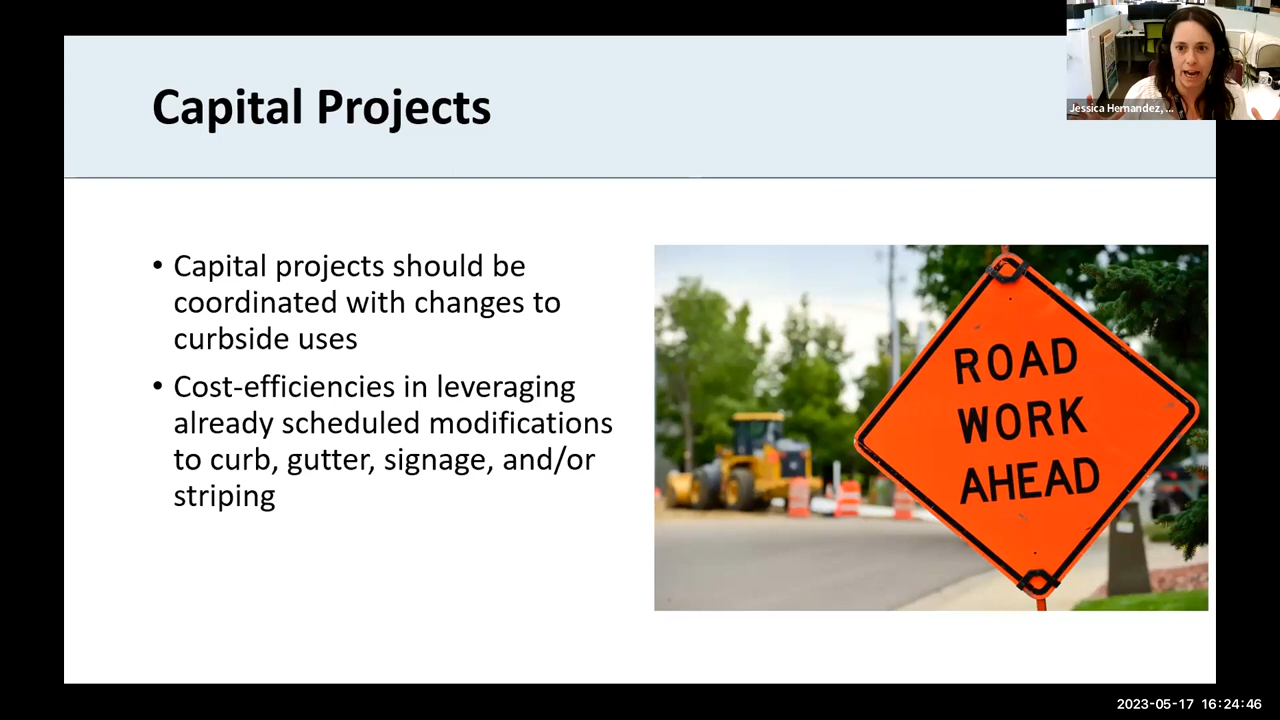 Capital Projects
Jessica Hernandez, ...
• Capital projects should be
coordinated with changes to
curbside uses
• Cost-efficiencies in leveraging
already scheduled modifications
to curb, gutter, signage, and/or
striping
ROAD
WORK
AHEAD
2023-05-17 16:24:46